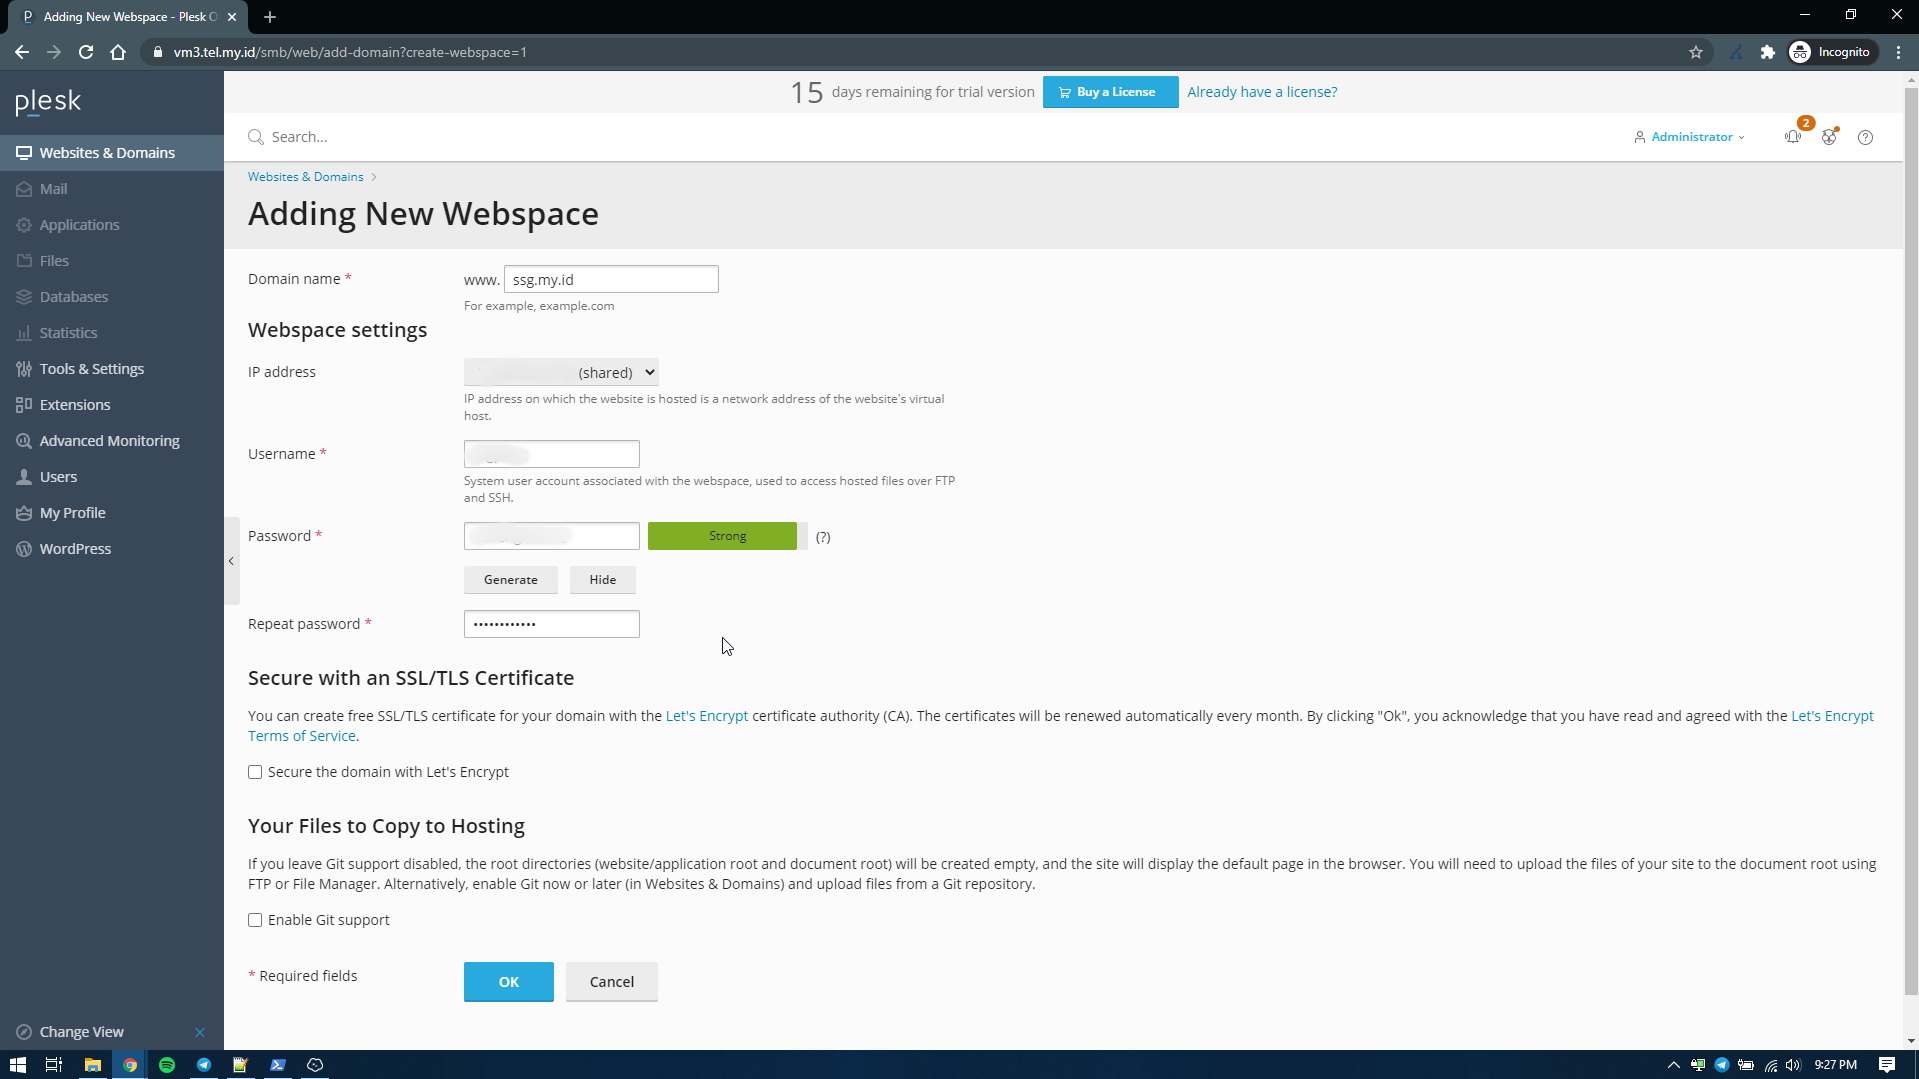 Adding New Webspace - Plesk O
vm3.tel.my.id/smb/web/add-domain?create-webspace=1
Incognito
plesk
15 days remaining for trial version
Buy a License
Already have a license?
Search...
Administrator
2
Websites & Domains
Mail
Applications
Files
Databases
Statistics
Tools & Settings
Extensions
Advanced Monitoring
Users
My Profile
WordPress
Change View
Websites & Domains >
Adding New Webspace
Domain name *
www. ssg.my.id
For example, example.com
Webspace settings
IP address
(shared)
IP address on which the website is hosted is a network address of the website's virtual
host.
Username *
System user account associated with the webspace, used to access hosted files over FTP
and SSH.
Password *
Strong
(?)
Generate
Hide
Repeat password *
••••••••••••
Secure with an SSL/TLS Certificate
You can create free SSL/TLS certificate for your domain with the Let's Encrypt certificate authority (CA). The certificates will be renewed automatically every month. By clicking "Ok", you acknowledge that you have read and agreed with the Let's Encrypt
Terms of Service.
Secure the domain with Let's Encrypt
Your Files to Copy to Hosting
If you leave Git support disabled, the root directories (website/application root and document root) will be created empty, and the site will display the default page in the browser. You will need to upload the files of your site to the document root using
FTP or File Manager. Alternatively, enable Git now or later (in Websites & Domains) and upload files from a Git repository.
Enable Git support
* Required fields
OK
Cancel
9:27 PM